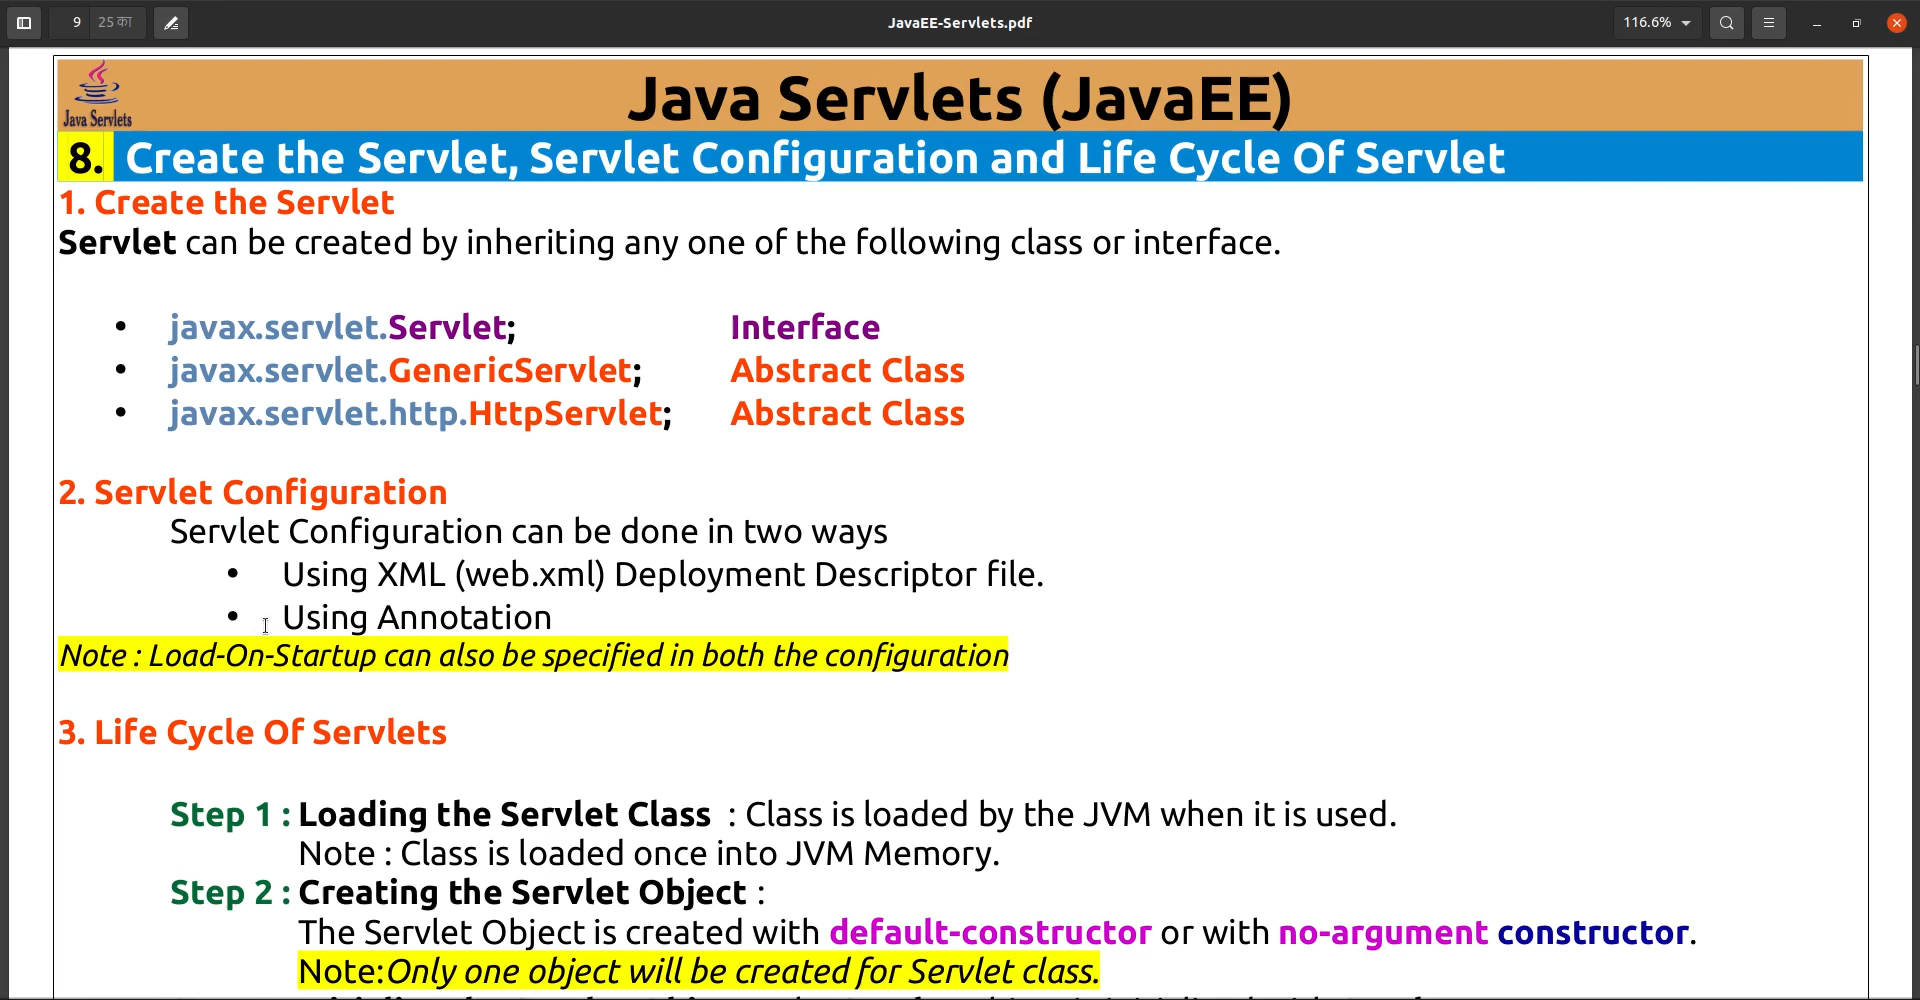 9 25 का
JavaEE-Servlets.pdf
116.6%
Java Servlets
Java Servlets (JavaEE)
8. Create the Servlet, Servlet Configuration and Life Cycle Of Servlet
1. Create the Servlet
Servlet can be created by inheriting any one of the following class or interface.
• javax.servlet.Servlet; Interface
• javax.servlet.GenericServlet; Abstract Class
• javax.servlet.http.HttpServlet; Abstract Class
2. Servlet Configuration
Servlet Configuration can be done in two ways
• Using XML (web.xml) Deployment Descriptor file.
• Using Annotation
Note : Load-On-Startup can also be specified in both the configuration
3. Life Cycle Of Servlets
Step 1 : Loading the Servlet Class : Class is loaded by the JVM when it is used.
Note : Class is loaded once into JVM Memory.
Step 2 : Creating the Servlet Object :
The Servlet Object is created with default-constructor or with no-argument constructor.
Note:Only one object will be created for Servlet class.